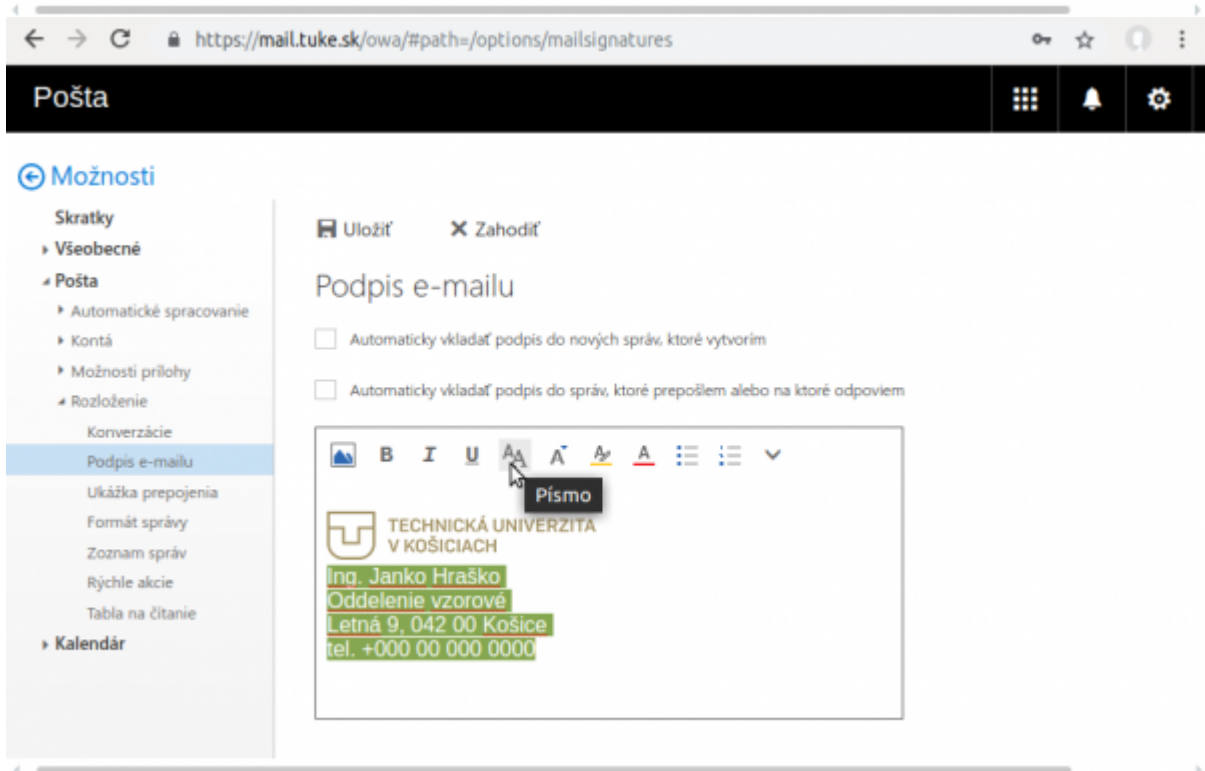 https://mail.tuke.sk/owa/#path=/options/mailsignatures
Pošta
Možnosti
Skratky
Všeobecné
Pošta
Automatické spracovanie
Kontá
Možnosti prílohy
Rozloženie
Konverzácie
Podpis e-mailu
Ukážka prepojenia
Formát správy
Zoznam správ
Rýchle akcie
Tabla na čítanie
Kalendár
Uložiť Zahodiť
Podpis e-mailu
Automaticky vkladať podpis do nových správ, ktoré vytvorím
Automaticky vkladať podpis do správ, ktoré prepošlem alebo na ktoré odpoviem
B I U AA A A A
Písmo
TECHNICKÁ UNIVERZITA
V KOŠICIACH
Ing. Janko Hraško
Oddelenie vzorové
Letná 9, 042 00 Košice
tel. +000 00 000 0000